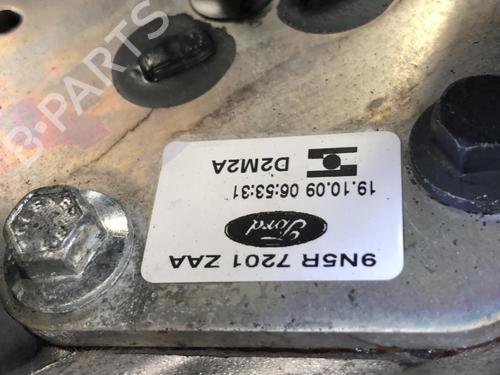 9N5R 7201 ZAA
Ford
19.10.09 06:53:31
D2M2A
B-PARTS